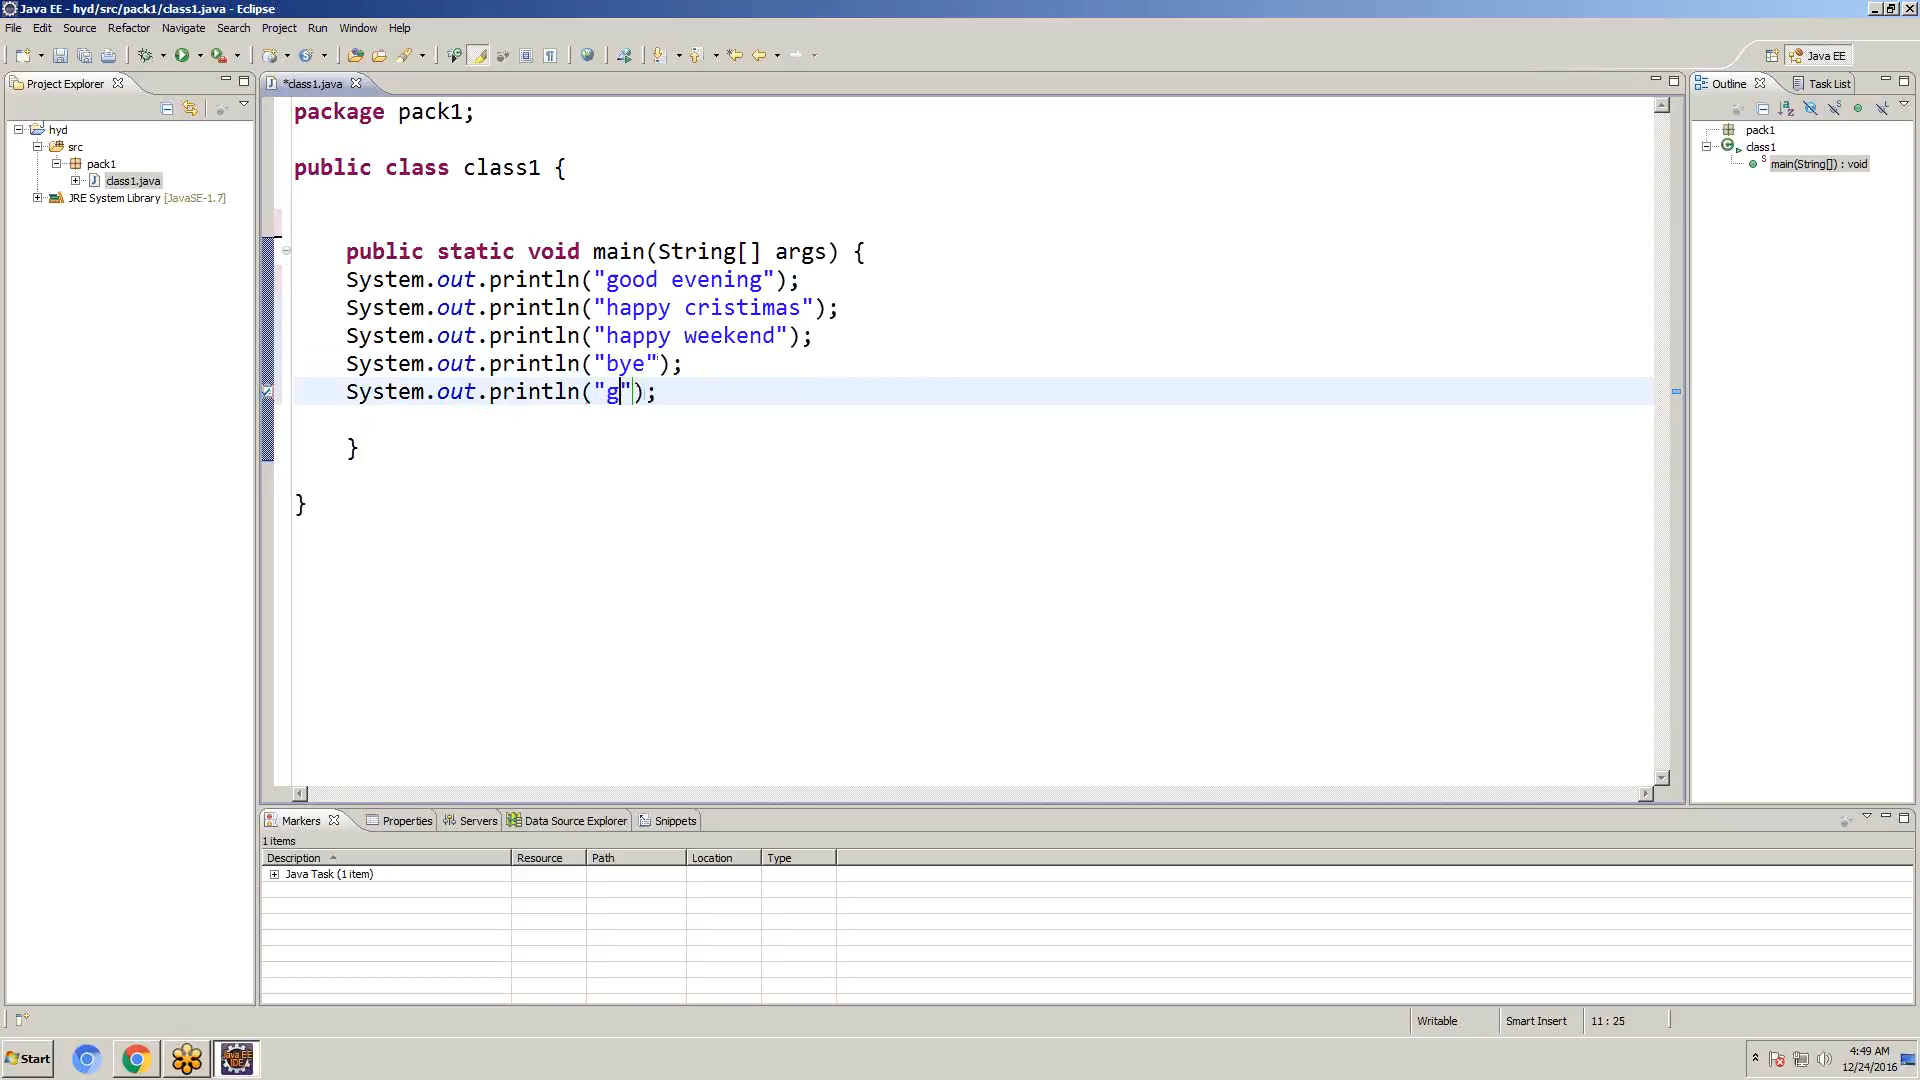 Java EE - hyd/src/pack1/class1.java - Eclipse
File Edit Source Refactor Navigate Search Project Run Window Help
Java EE
Project Explorer
*class1.java
Outline
Task List
hyd
src
pack1
class1.java
JRE System Library [JavaSE-1.7]
package pack1;
public class class1 {
public static void main(String[] args) {
System.out.println("good evening");
System.out.println("happy cristimas");
System.out.println("happy weekend");
System.out.println("bye");
System.out.println("g");
}
}
pack1
class1
main(String[]) : void
Markers
Properties
Servers
Data Source Explorer
Snippets
1 items
Description Resource Path Location Type
Java Task (1 item)
Writable Smart Insert 11 : 25
Start
Java EE
IDE
4:49 AM
12/24/2016